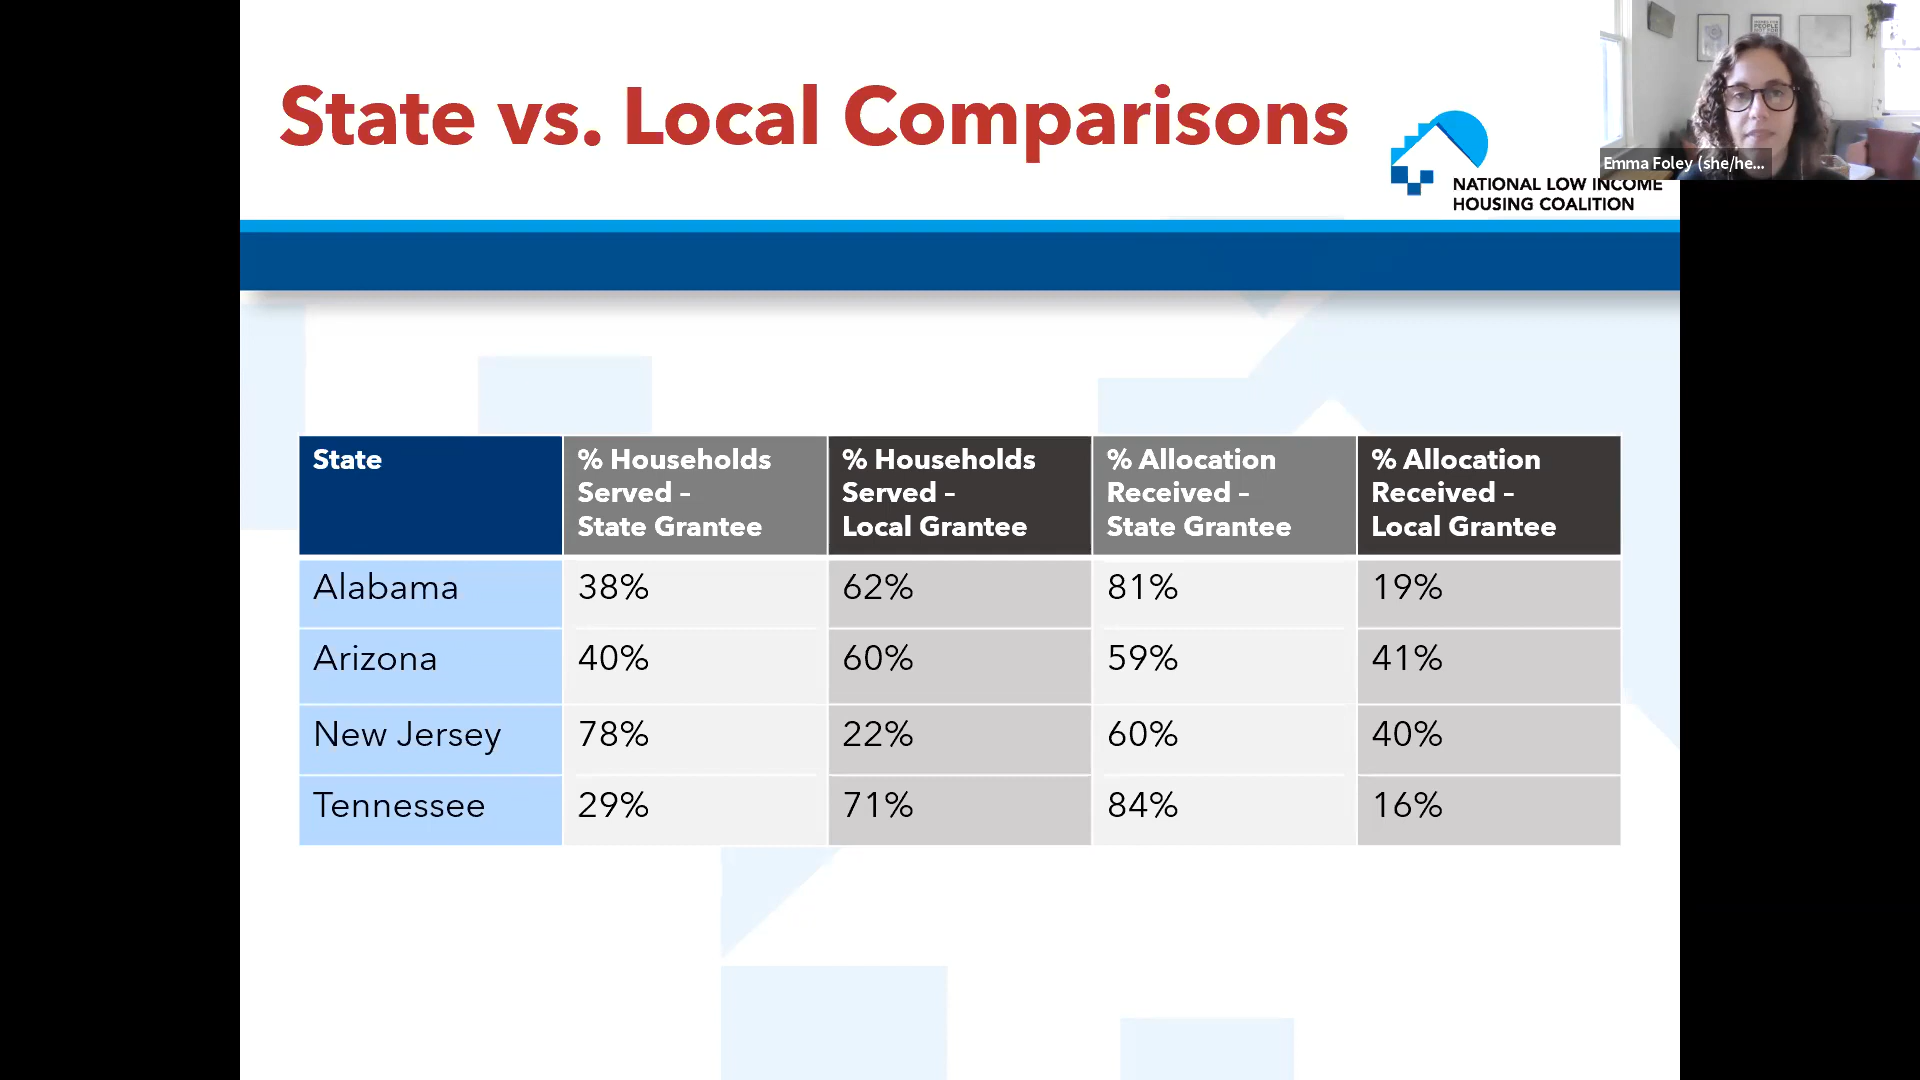 State vs. Local Comparisons
NATIONAL LOW INCOME
HOUSING COALITION
Emma Foley (she/he...
State
% Households
Served –
State Grantee
% Households
Served –
Local Grantee
% Allocation
Received –
State Grantee
% Allocation
Received –
Local Grantee
Alabama 38% 62% 81% 19%
Arizona 40% 60% 59% 41%
New Jersey 78% 22% 60% 40%
Tennessee 29% 71% 84% 16%